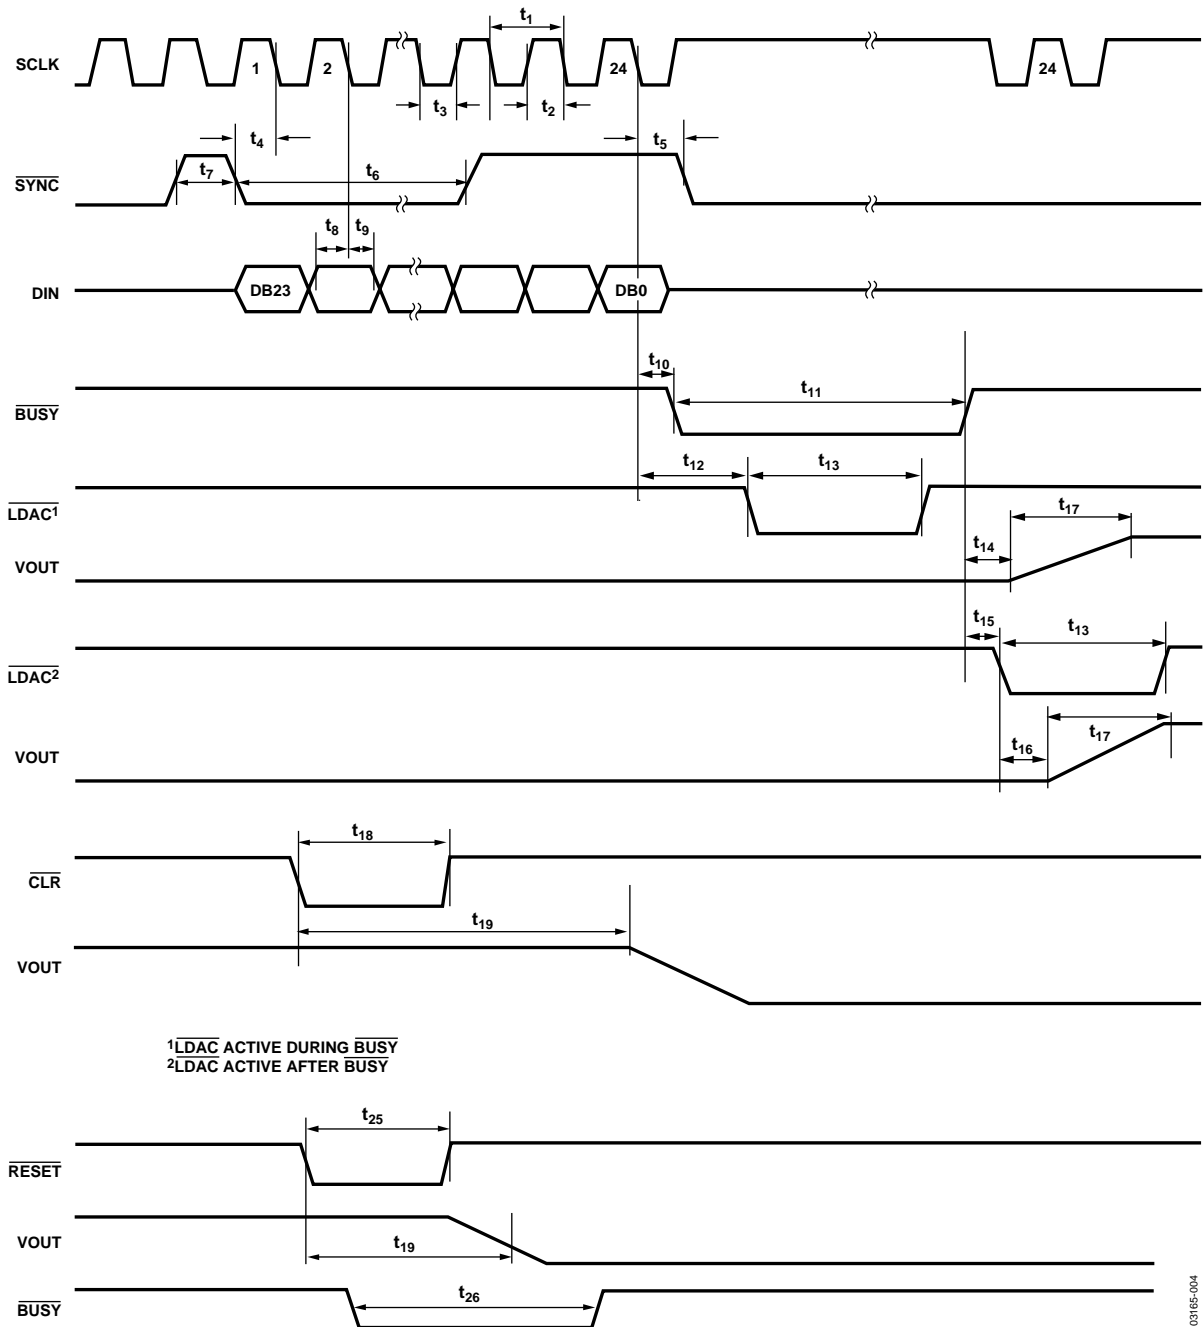 t1
SCLK
1
2
24
24
t3
t2
t4
t5
t7
t6
SYNC
t8
t9
DIN
DB23
DB0
t10
t11
BUSY
t12
t13
LDAC1
t17
t14
VOUT
t15
t13
LDAC2
t17
t16
VOUT
t18
CLR
t19
VOUT
1LDAC ACTIVE DURING BUSY
2LDAC ACTIVE AFTER BUSY
t25
RESET
VOUT
t19
t26
BUSY
03165-004